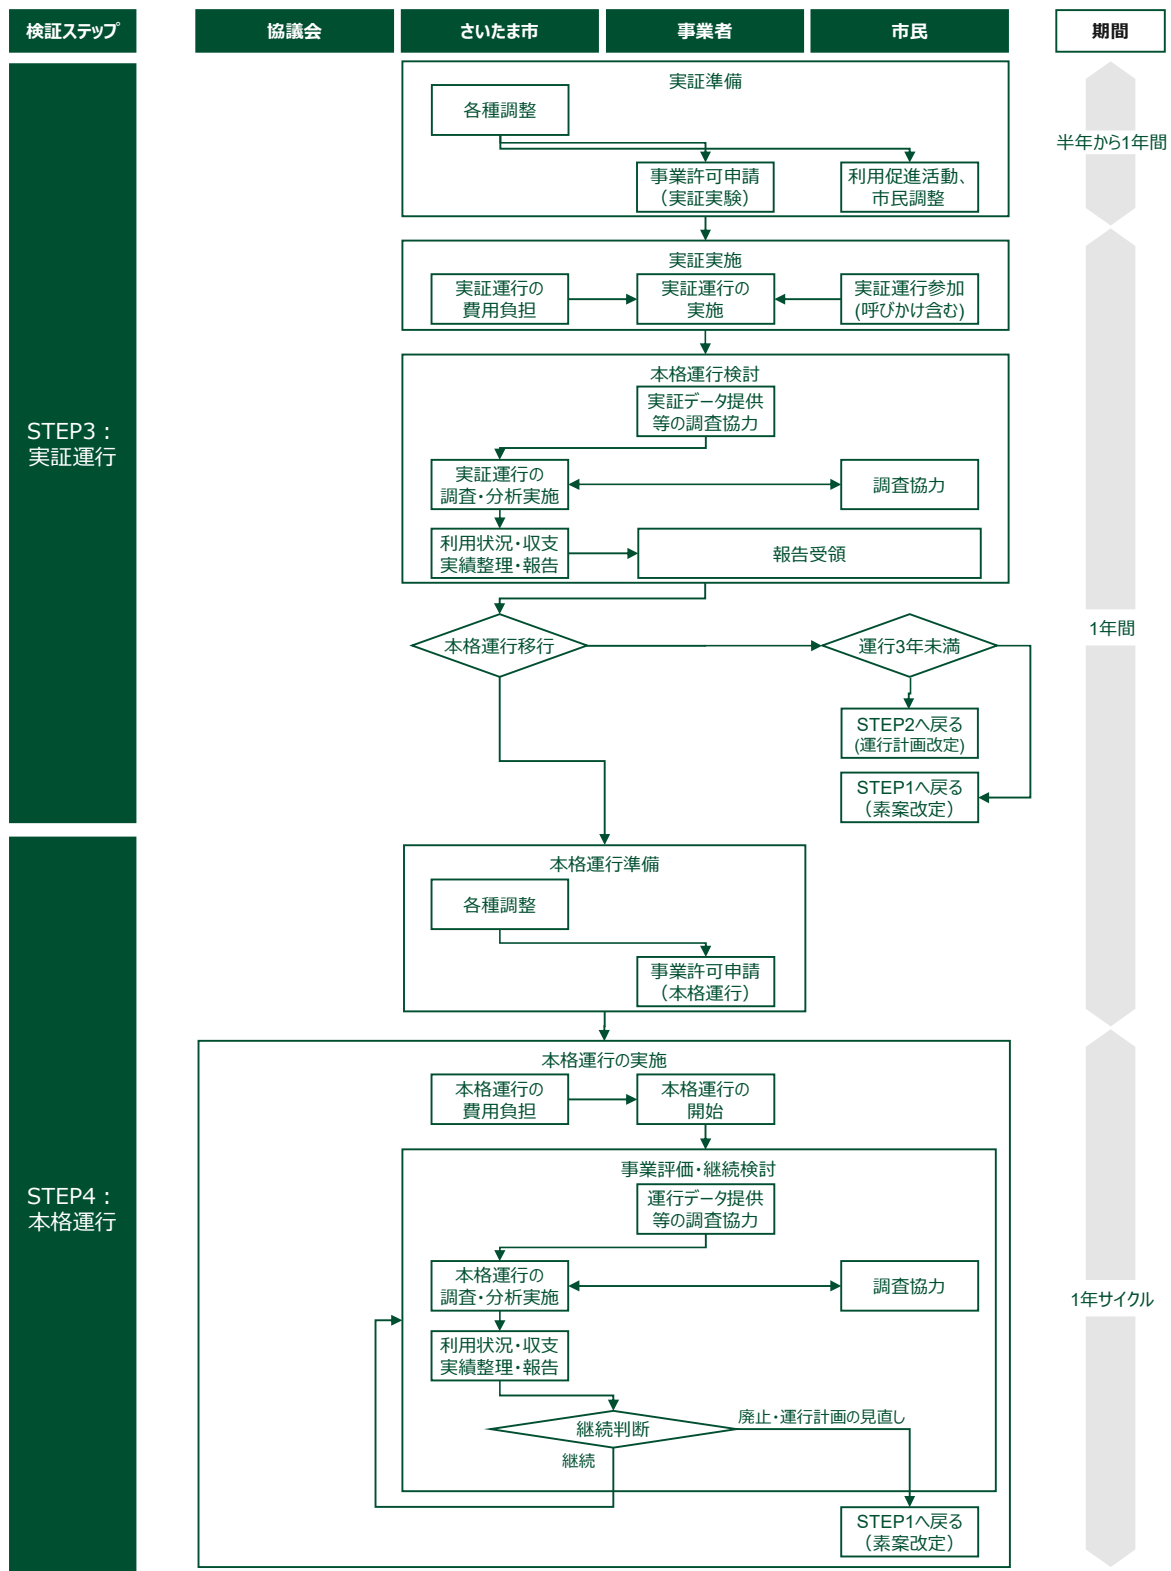 検証ステップ
協議会
さいたま市
事業者
市民
期間
STEP3：
実証運行
実証準備
各種調整
事業許可申請
（実証実験）
利用促進活動、
市民調整
半年から1年間
実証実施
実証運行の
費用負担
実証運行の
実施
実証運行参加
(呼びかけ含む)
本格運行検討
実証データ提供
等の調査協力
実証運行の
調査・分析実施
調査協力
利用状況・収支
実績整理・報告
報告受領
本格運行移行
運行3年未満
1年間
STEP2へ戻る
(運行計画改定)
STEP1へ戻る
（素案改定）
STEP4：
本格運行
本格運行準備
各種調整
事業許可申請
（本格運行）
本格運行の実施
本格運行の
費用負担
本格運行の
開始
事業評価・継続検討
運行データ提供
等の調査協力
本格運行の
調査・分析実施
調査協力
1年サイクル
利用状況・収支
実績整理・報告
継続判断
廃止・運行計画の見直し
継続
STEP1へ戻る
（素案改定）